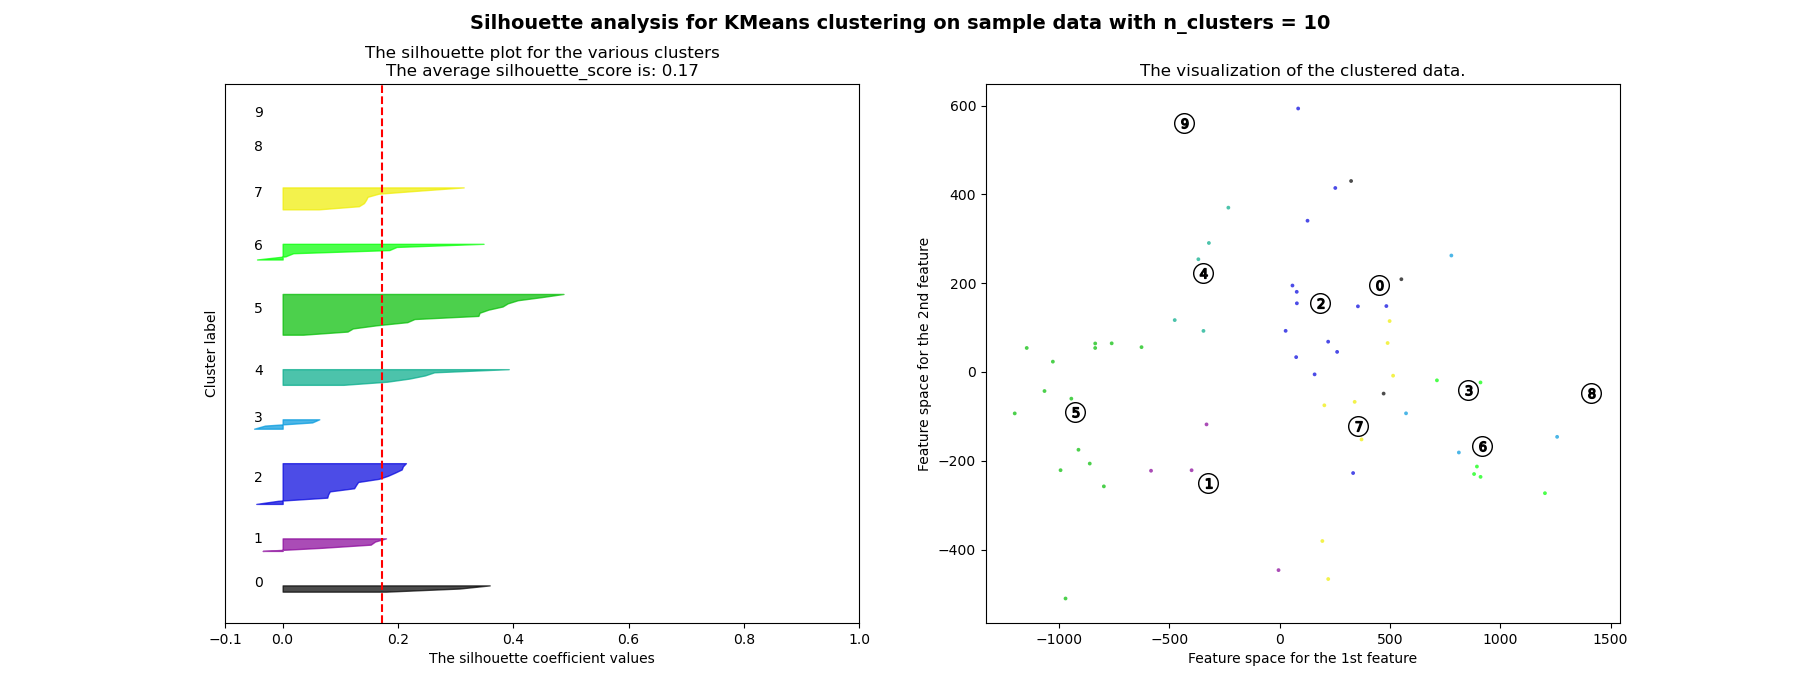 Silhouette analysis for KMeans clustering on sample data with n_clusters = 10
The silhouette plot for the various clusters
The average silhouette_score is: 0.17
9
8
7
6
5
4
3
2
1
0
Cluster label
−0.1 0.0 0.2 0.4 0.6 0.8 1.0
The silhouette coefficient values
The visualization of the clustered data.
600
400
200
0
−200
−400
Feature space for the 2nd feature
9
4
0
2
3
8
5
7
6
1
−1000 −500 0 500 1000 1500
Feature space for the 1st feature